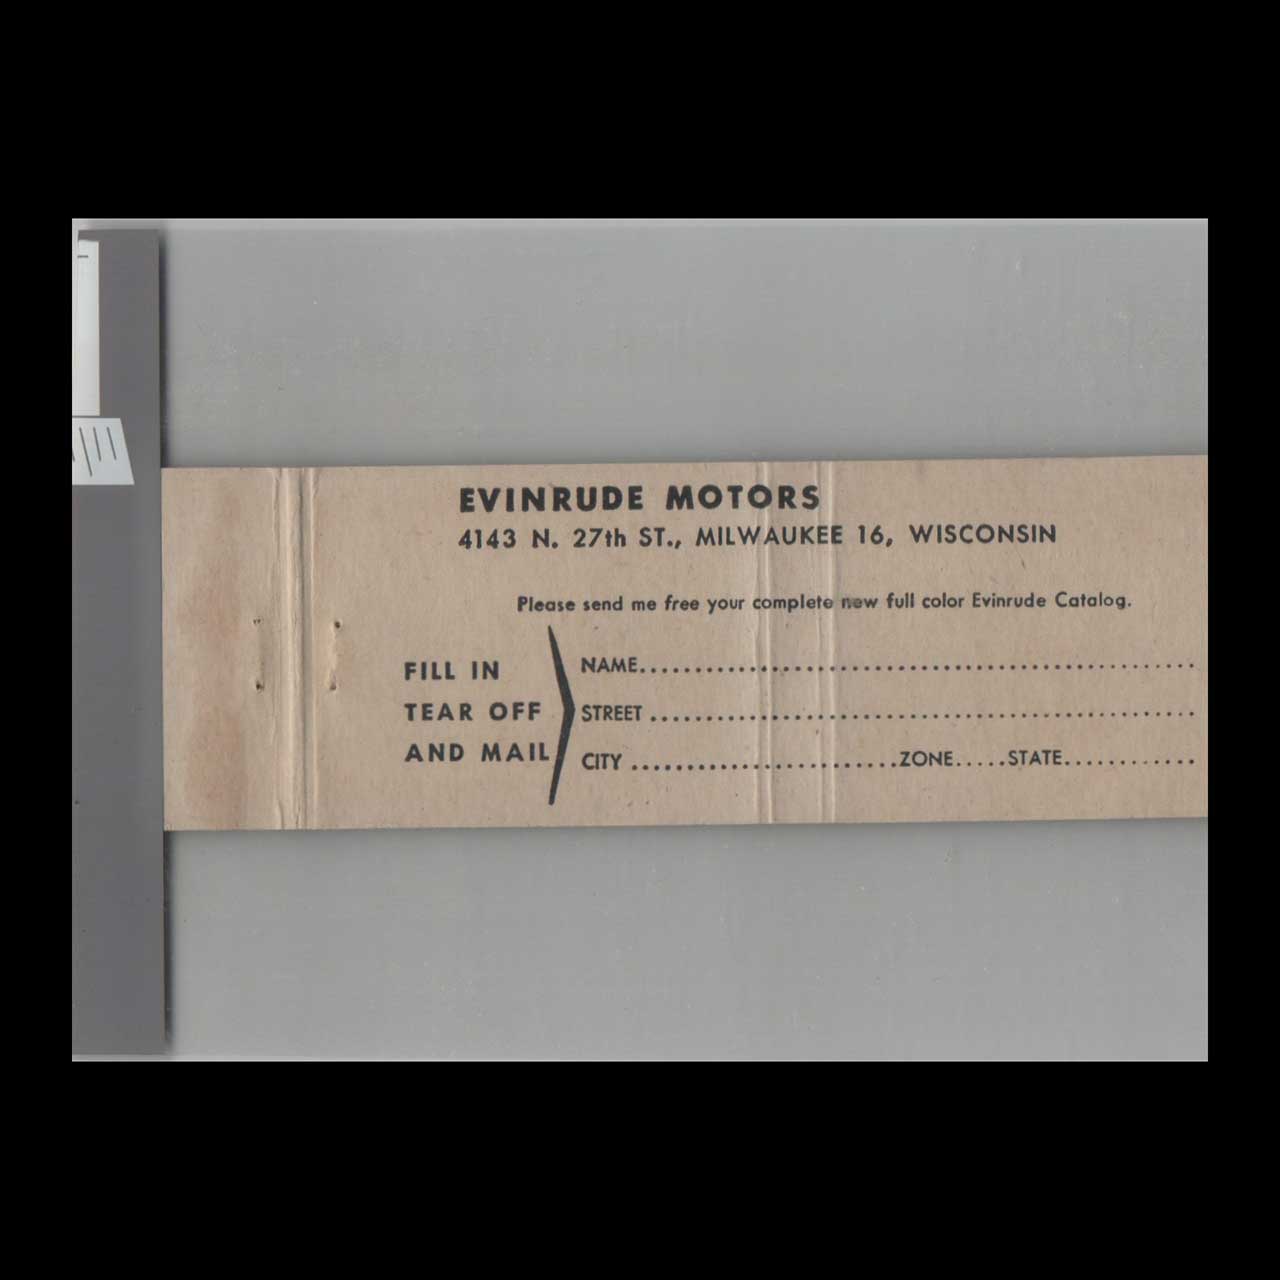 EVINRUDE MOTORS
4143 N. 27th ST., MILWAUKEE 16, WISCONSIN
Please send me free your complete new full color Evinrude Catalog.
FILL IN
TEAR OFF
AND MAIL
NAME........................................
STREET .......................................
CITY ...................ZONE.....STATE..........